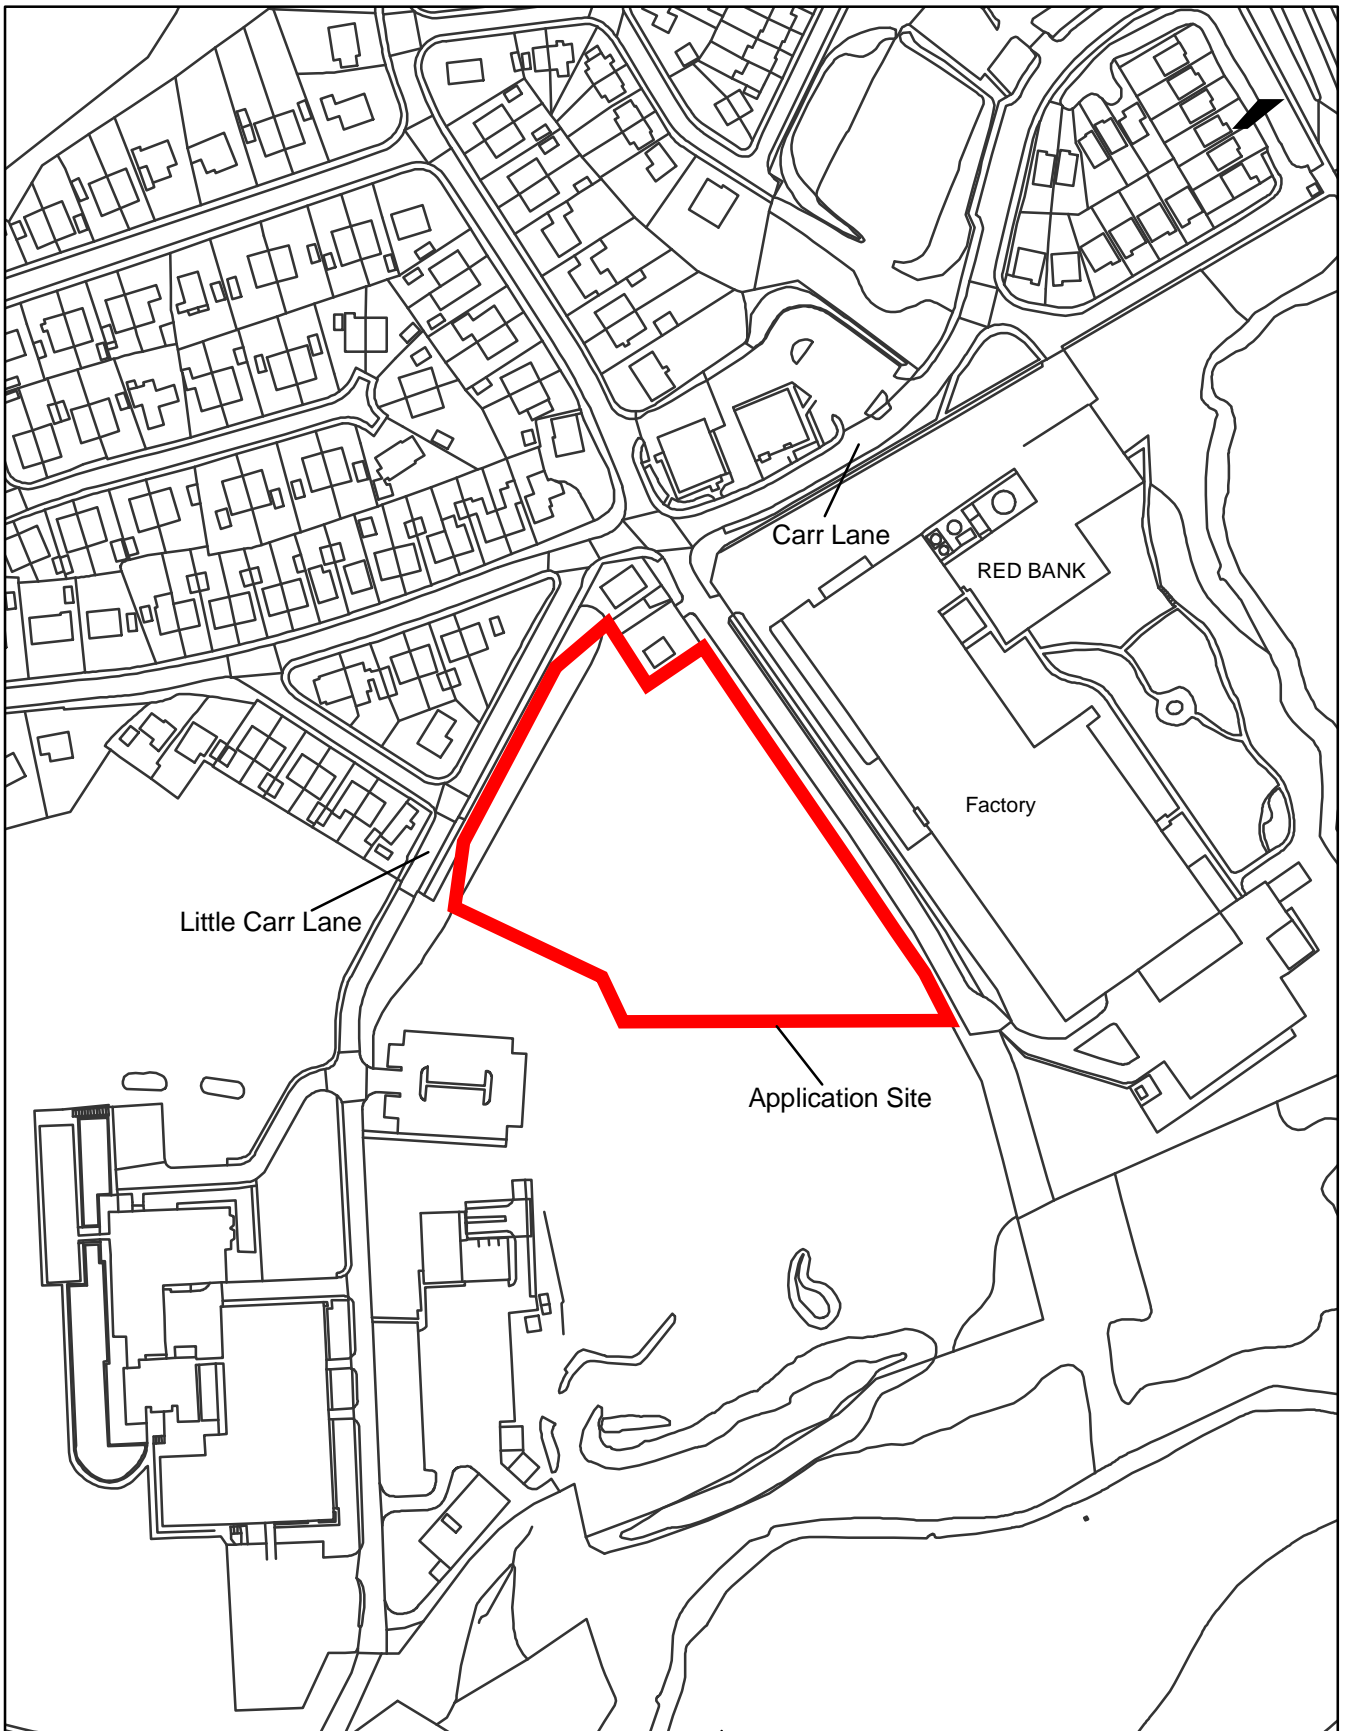 Carr Lane
RED BANK
Factory
Little Carr Lane
Application Site